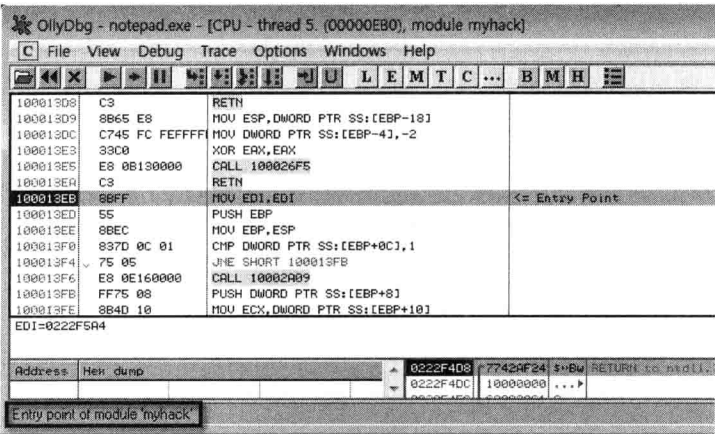 OllyDbg - notepad.exe - [CPU - thread 5. (00000EB0), module myhack]
C File View Debug Trace Options Windows Help
L E M T C ... B M H
100013D8 C3 RETN
100013D9 8B65 E8 MOV ESP,DWORD PTR SS:[EBP-18]
100013DC C745 FC FEFFFF MOV DWORD PTR SS:[EBP-4],-2
100013E3 33C0 XOR EAX,EAX
100013E5 E8 0B130000 CALL 100026F5
100013EA C3 RETN
100013EB 8BFF MOV EDI,EDI <= Entry Point
100013ED 55 PUSH EBP
100013EE 8BEC MOV EBP,ESP
100013F0 837D 0C 01 CMP DWORD PTR SS:[EBP+0C],1
100013F4 75 05 JNE SHORT 100013FB
100013F6 E8 0E160000 CALL 10002A09
100013FB FF75 08 PUSH DWORD PTR SS:[EBP+8]
100013FE 8B4D 10 MOV ECX,DWORD PTR SS:[EBP+10]
EDI=0222F5A4
Address Hex dump 0222F4D8 7742AF24 RETURN to ntdll.
0222F4DC 10000000
Entry point of module 'myhack'